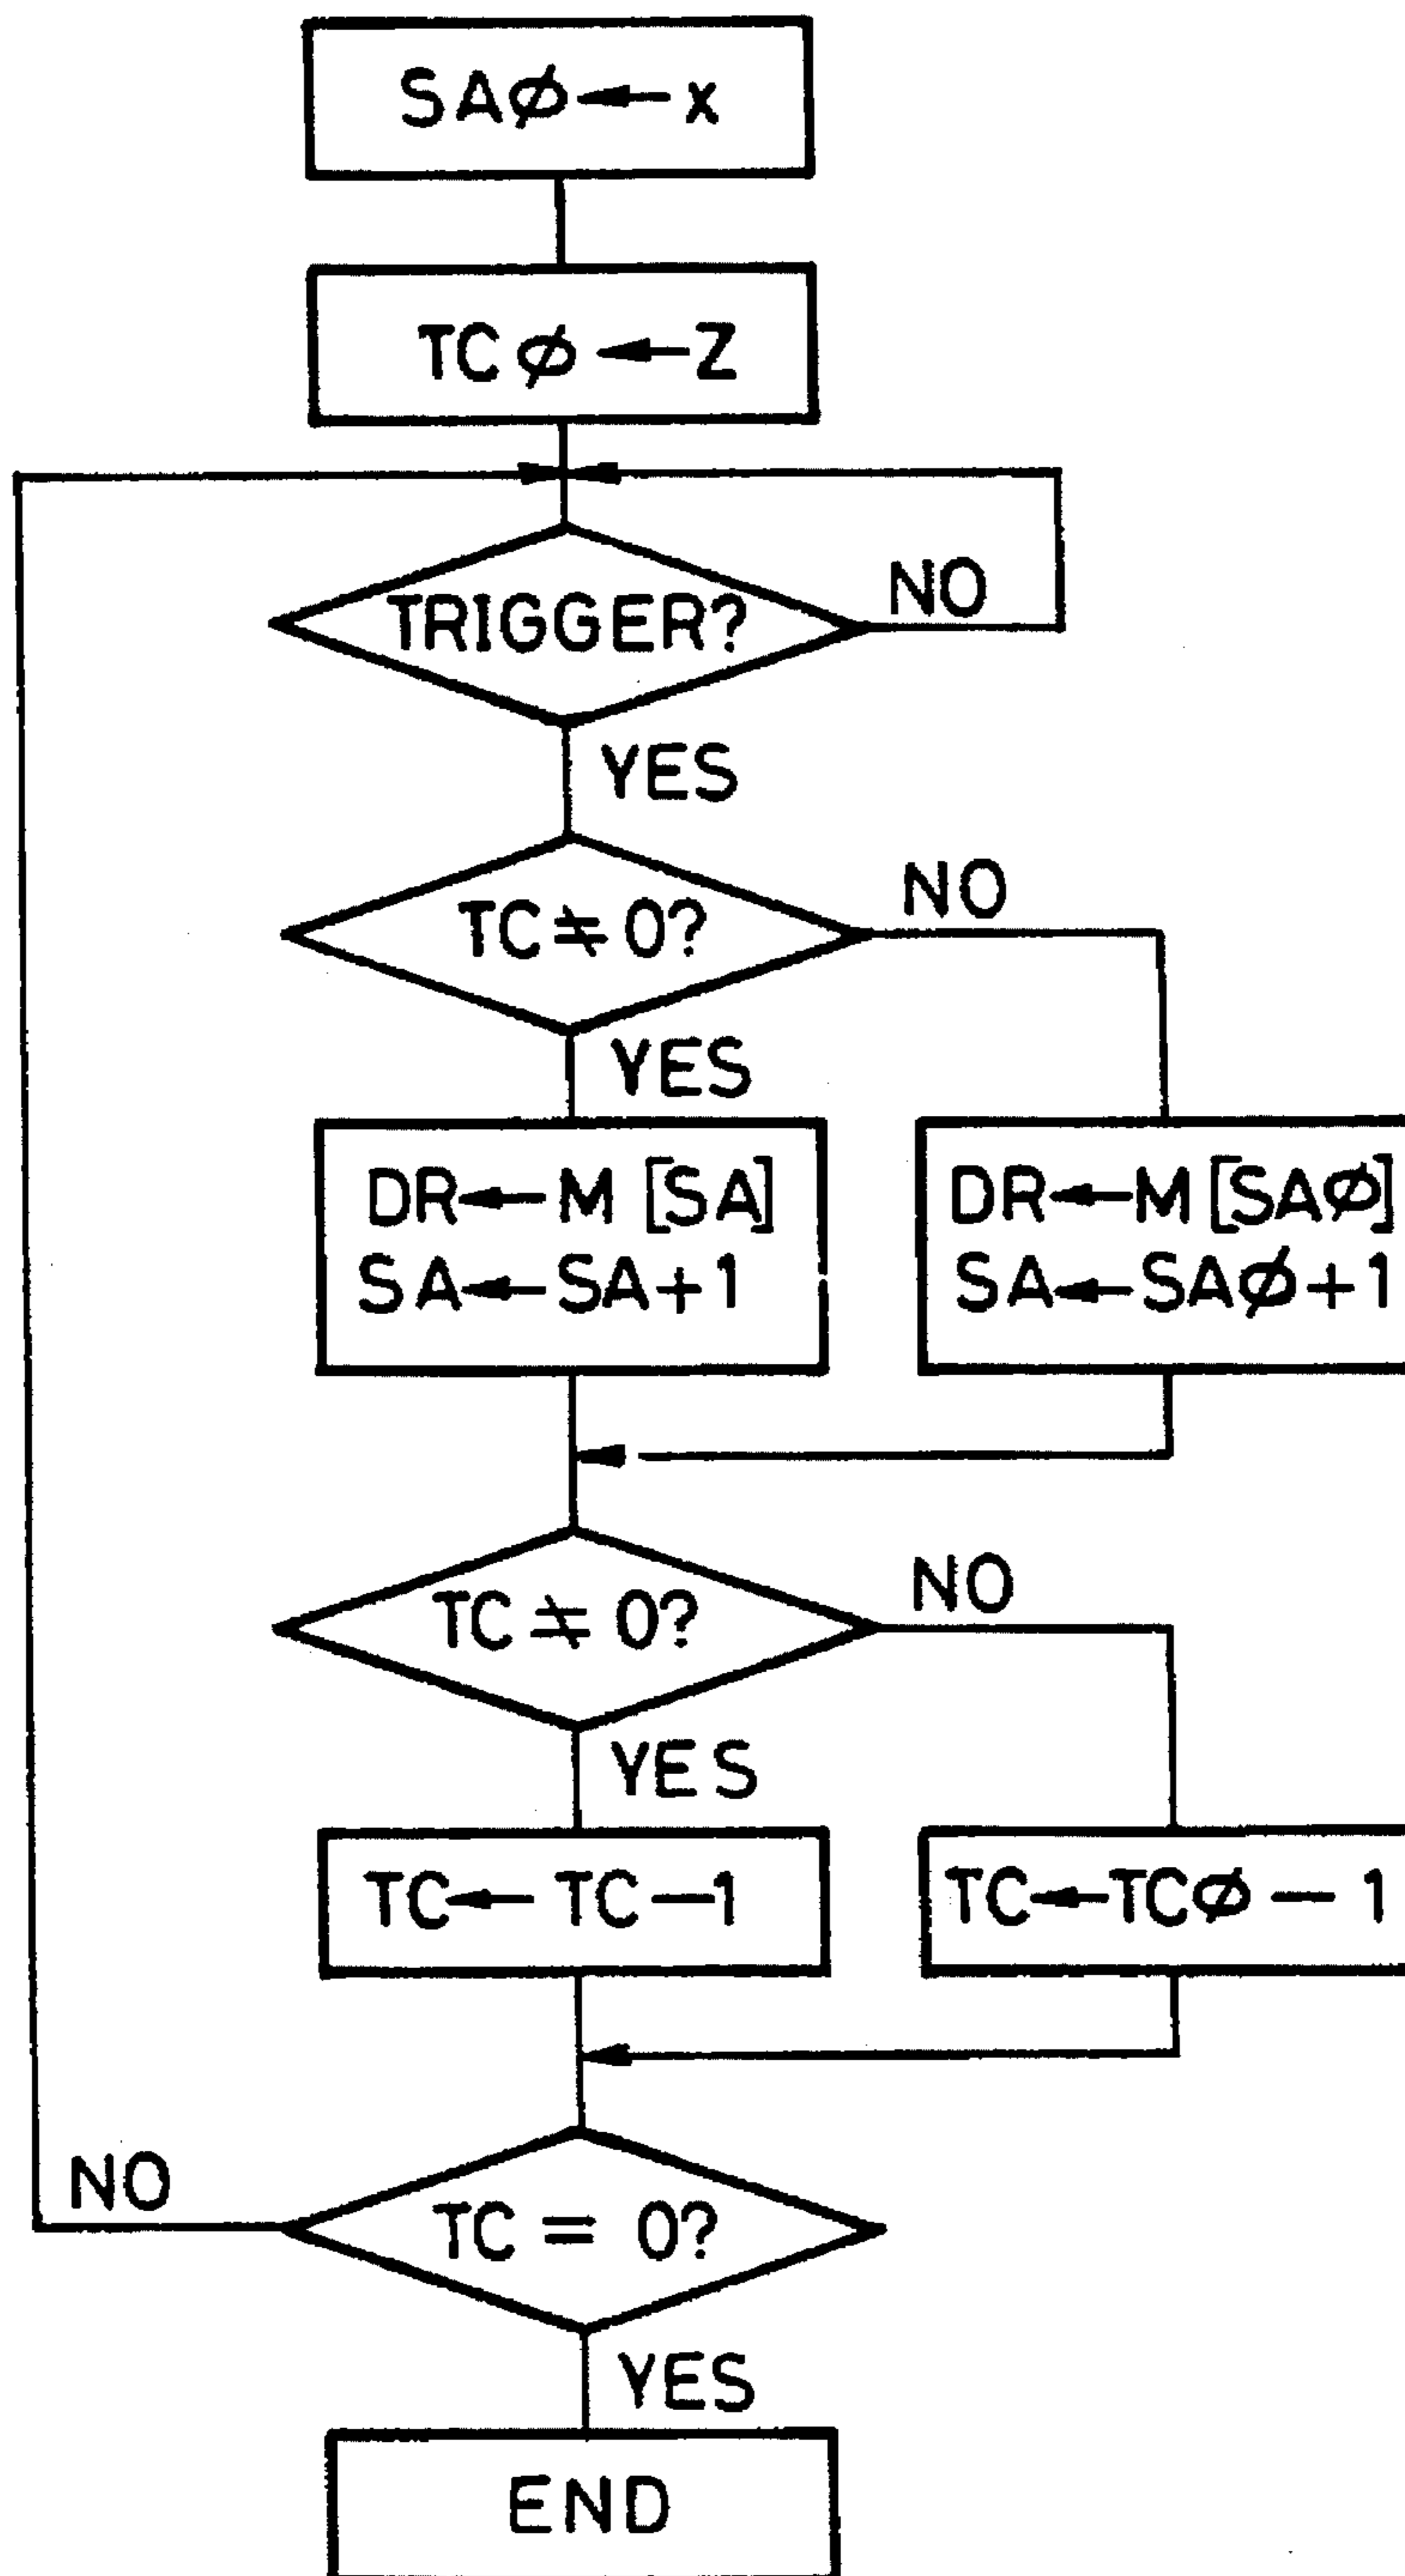 SAØ ← x
TCØ ← Z
TRIGGER?
NO
YES
TC ≠ 0?
NO
YES
DR ← M [SA]
SA ← SA + 1
DR ← M [SAØ]
SA ← SAØ + 1
TC ≠ 0?
NO
YES
TC ← TC − 1
TC ← TCØ − 1
TC = 0?
NO
YES
END